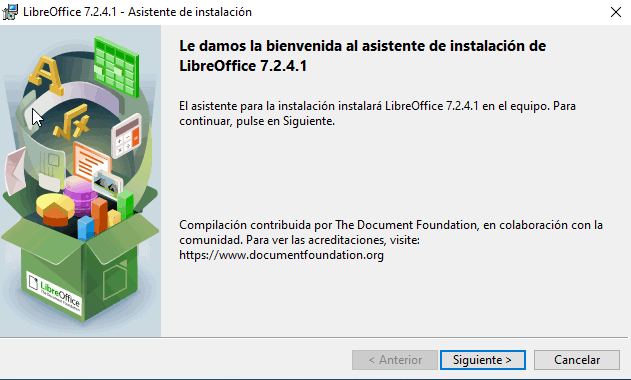 LibreOffice 7.2.4.1 - Asistente de instalación
Le damos la bienvenida al asistente de instalación de
LibreOffice 7.2.4.1
El asistente para la instalación instalará LibreOffice 7.2.4.1 en el equipo. Para
continuar, pulse en Siguiente.
Compilación contribuida por The Document Foundation, en colaboración con la
comunidad. Para ver las acreditaciones, visite:
https://www.documentfoundation.org
LibreOffice
The Document Foundation
< Anterior
Siguiente >
Cancelar